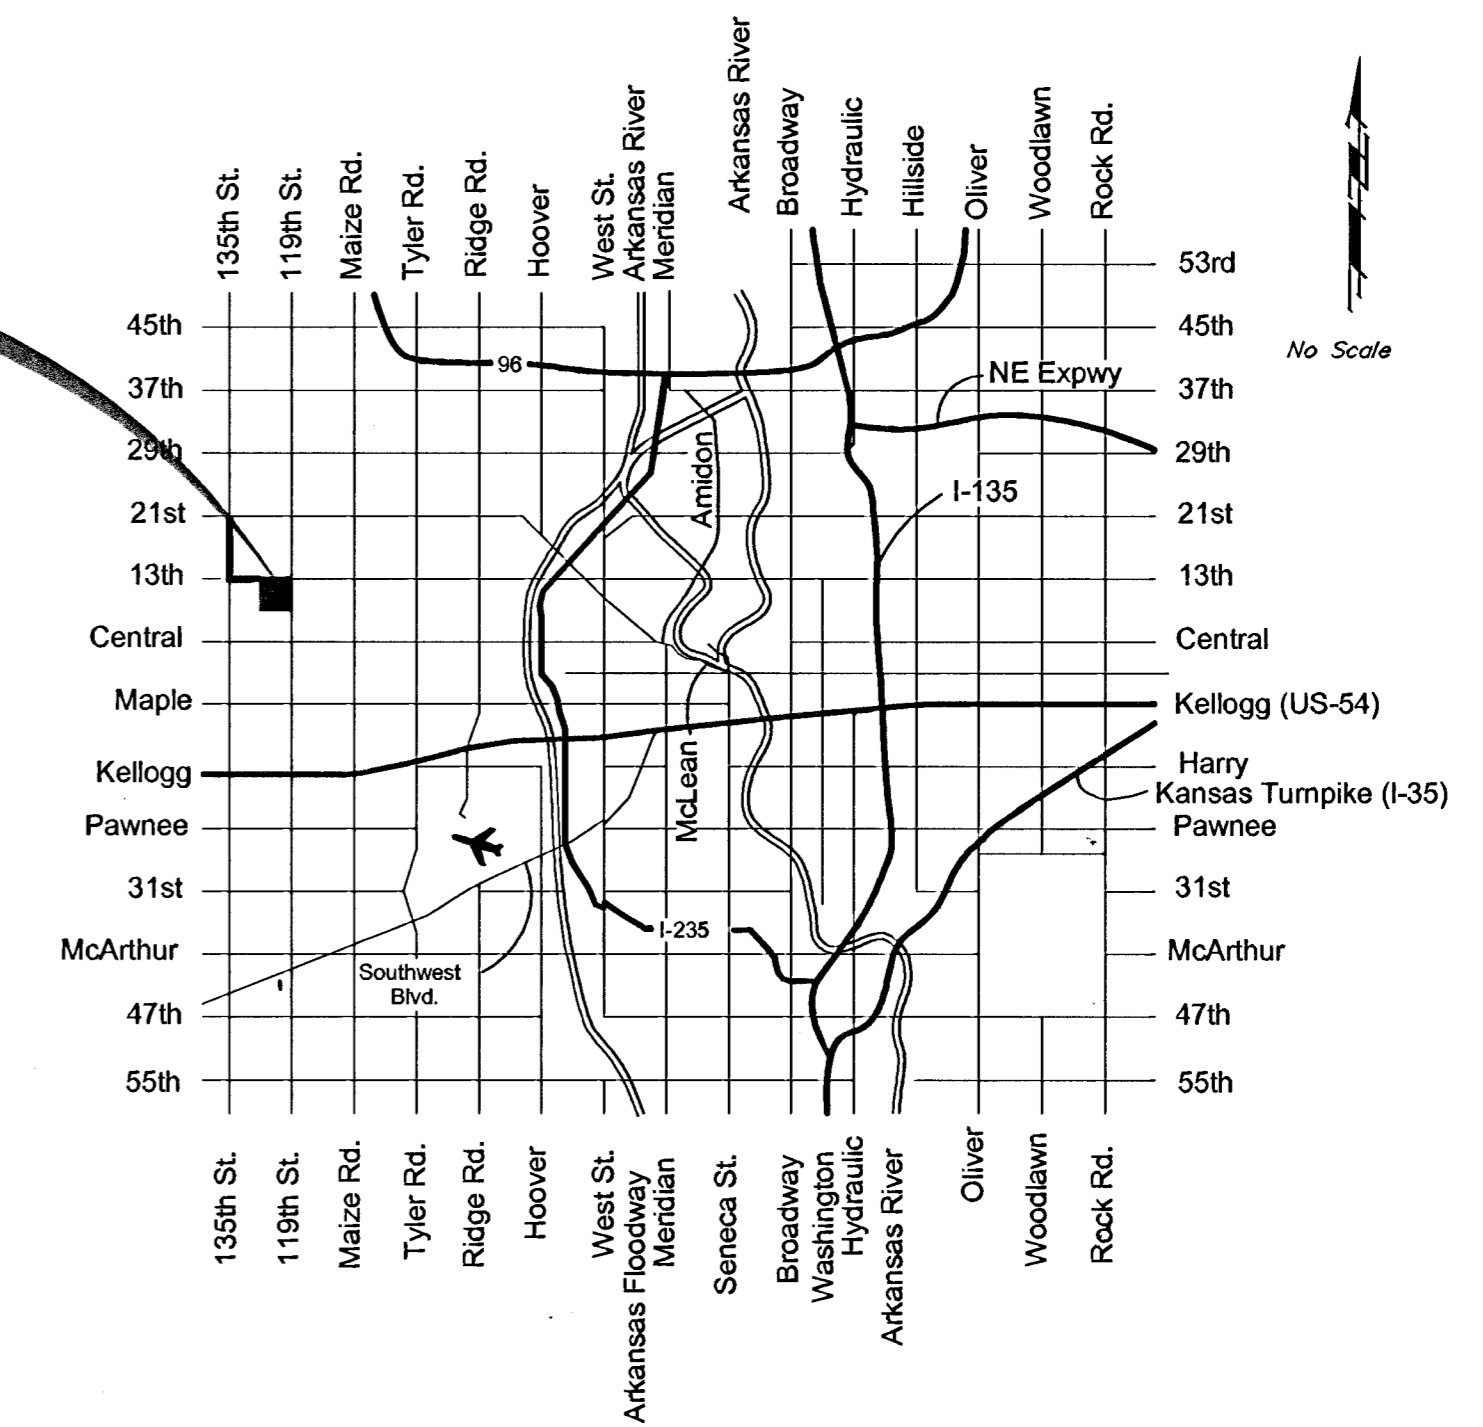 135th St.
119th St.
Maize Rd.
Tyler Rd.
Ridge Rd.
Hoover
West St.
Arkansas River
Meridian
Arkansas River
Broadway
Hydraulic
Hillside
Oliver
Woodlawn
Rock Rd.
No Scale
45th
37th
29th
21st
13th
Central
Maple
Kellogg
Pawnee
31st
McArthur
47th
55th
96
Amidon
McLean
I-235
Southwest
Blvd.
NE Expwy
I-135
53rd
45th
37th
29th
21st
13th
Central
Kellogg (US-54)
Harry
Kansas Turnpike (I-35)
Pawnee
31st
McArthur
47th
55th
135th St.
119th St.
Maize Rd.
Tyler Rd.
Ridge Rd.
Hoover
West St.
Arkansas Floodway
Meridian
Seneca St.
Broadway
Washington
Hydraulic
Arkansas River
Oliver
Woodlawn
Rock Rd.